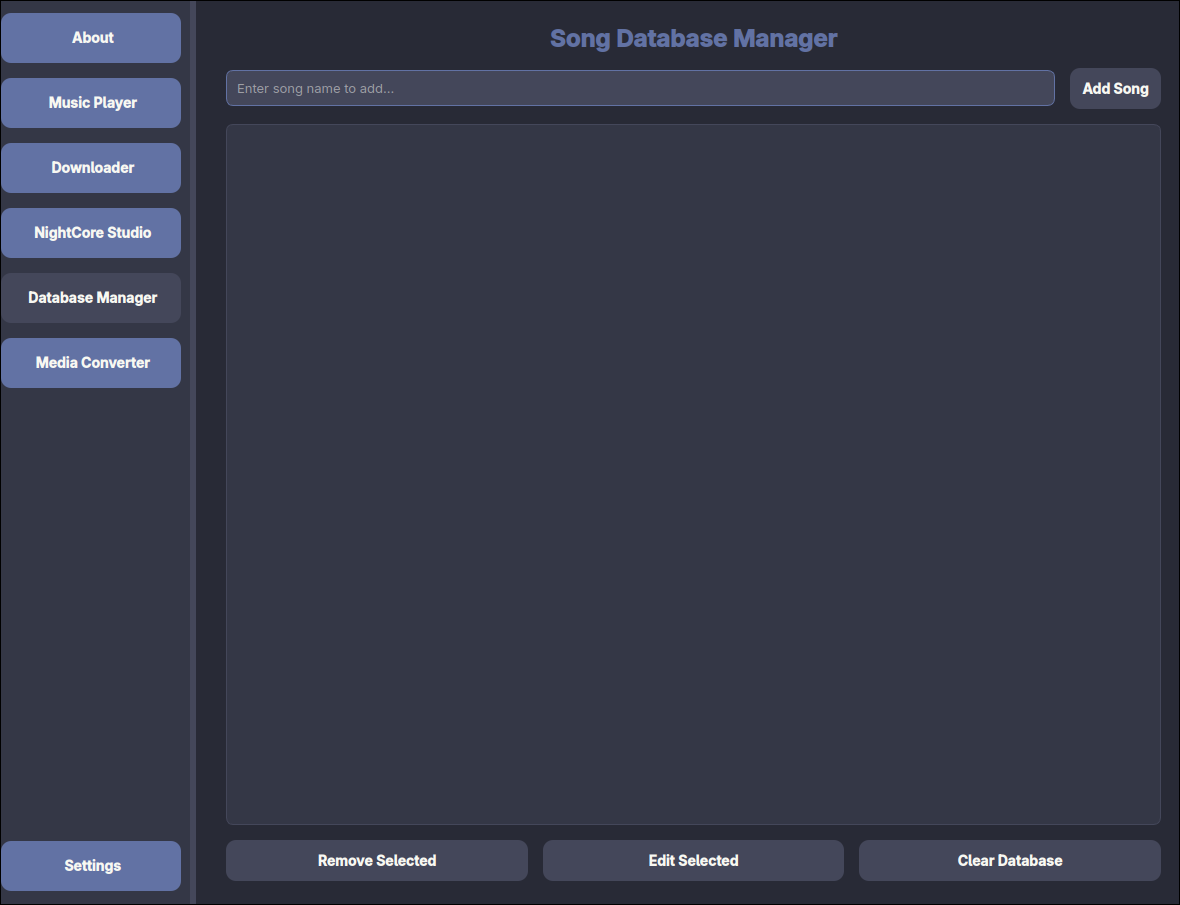 About
Music Player
Downloader
NightCore Studio
Database Manager
Media Converter
Settings
Song Database Manager
Enter song name to add...
Add Song
Remove Selected
Edit Selected
Clear Database